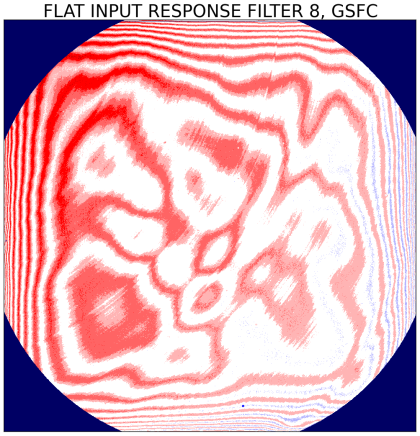 FLAT INPUT RESPONSE FILTER 8, GSFC